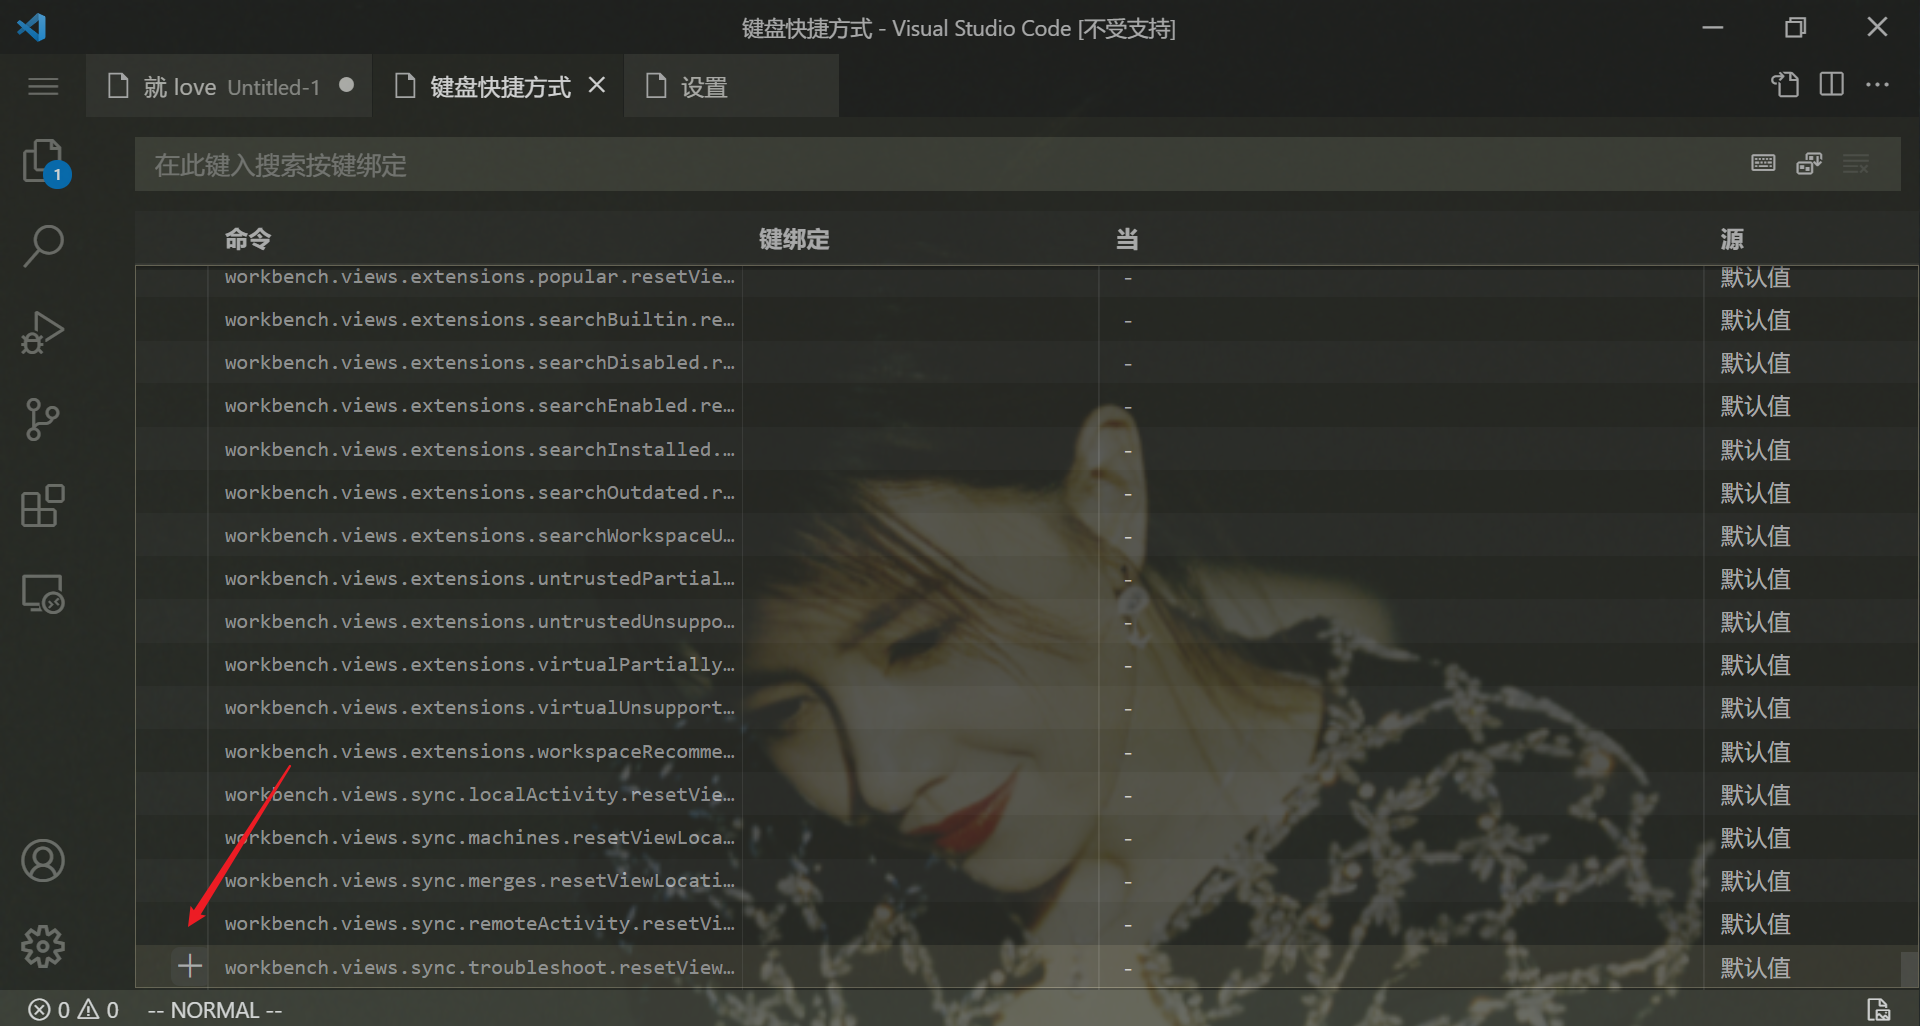 键盘快捷方式 - Visual Studio Code [不受支持]
就 love Untitled-1
键盘快捷方式
设置
1
在此键入搜索按键绑定
命令 键绑定 当 源
workbench.views.extensions.popular.resetVie… - 默认值
workbench.views.extensions.searchBuiltin.re… - 默认值
workbench.views.extensions.searchDisabled.r… - 默认值
workbench.views.extensions.searchEnabled.re… - 默认值
workbench.views.extensions.searchInstalled.… - 默认值
workbench.views.extensions.searchOutdated.r… - 默认值
workbench.views.extensions.searchWorkspaceU… - 默认值
workbench.views.extensions.untrustedPartial… - 默认值
workbench.views.extensions.untrustedUnsuppo… - 默认值
workbench.views.extensions.virtualPartially… - 默认值
workbench.views.extensions.virtualUnsupport… - 默认值
workbench.views.extensions.workspaceRecomme… - 默认值
workbench.views.sync.localActivity.resetVie… - 默认值
workbench.views.sync.machines.resetViewLoca… - 默认值
workbench.views.sync.merges.resetViewLocati… - 默认值
workbench.views.sync.remoteActivity.resetVi… - 默认值
workbench.views.sync.troubleshoot.resetView… - 默认值
0 0 -- NORMAL --